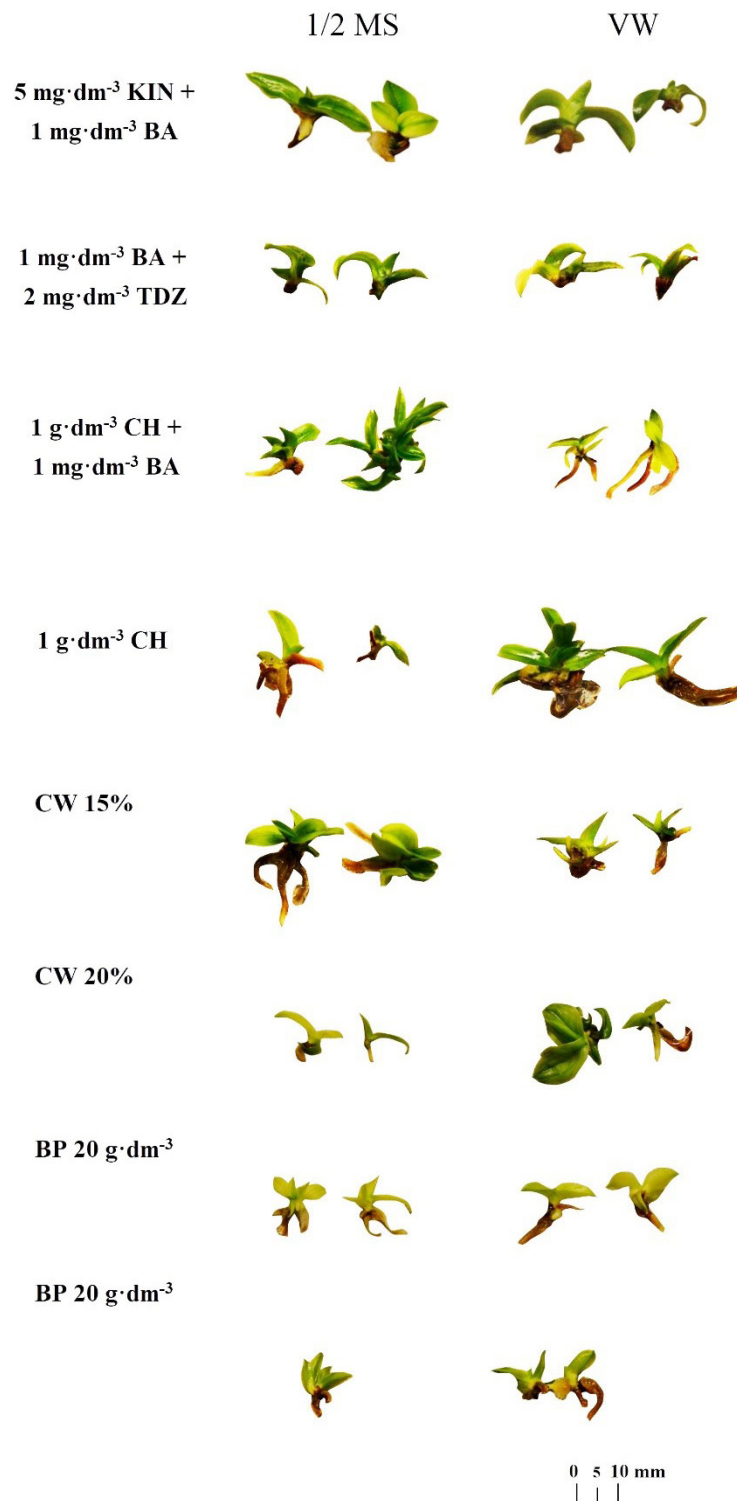 1/2 MS VW
5 mg·dm⁻³ KIN +
1 mg·dm⁻³ BA
1 mg·dm⁻³ BA +
2 mg·dm⁻³ TDZ
1 g·dm⁻³ CH +
1 mg·dm⁻³ BA
1 g·dm⁻³ CH
CW 15%
CW 20%
BP 20 g·dm⁻³
BP 20 g·dm⁻³
0 5 10 mm